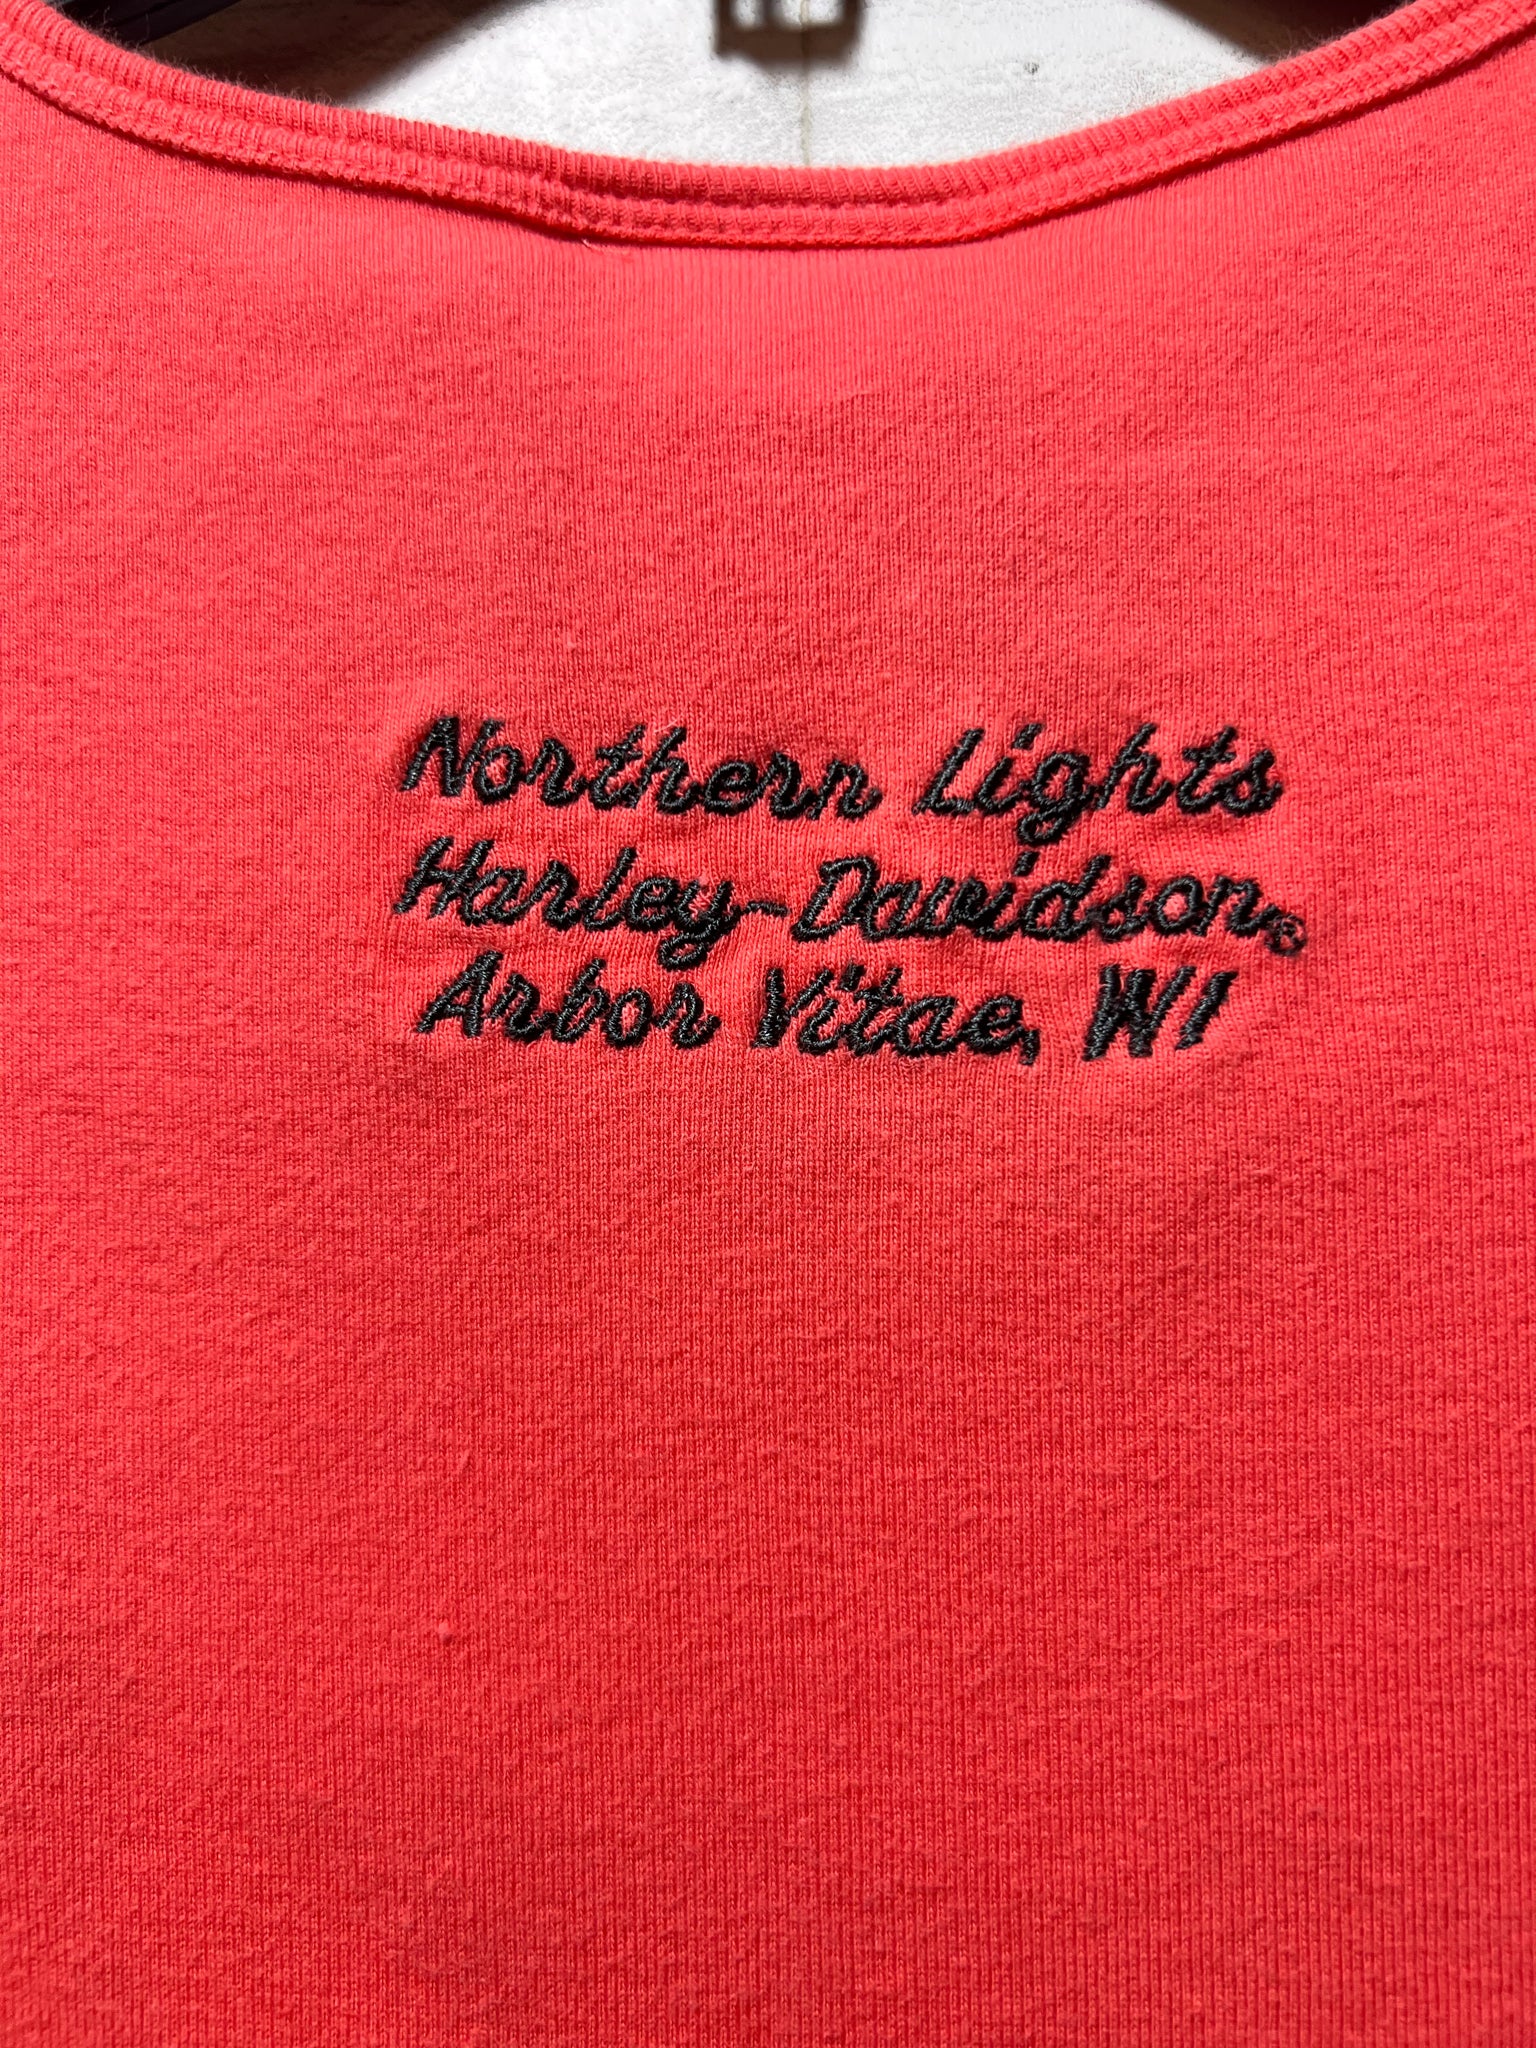 Northern Lights
Harley-Davidson®
Arbor Vitae, WI